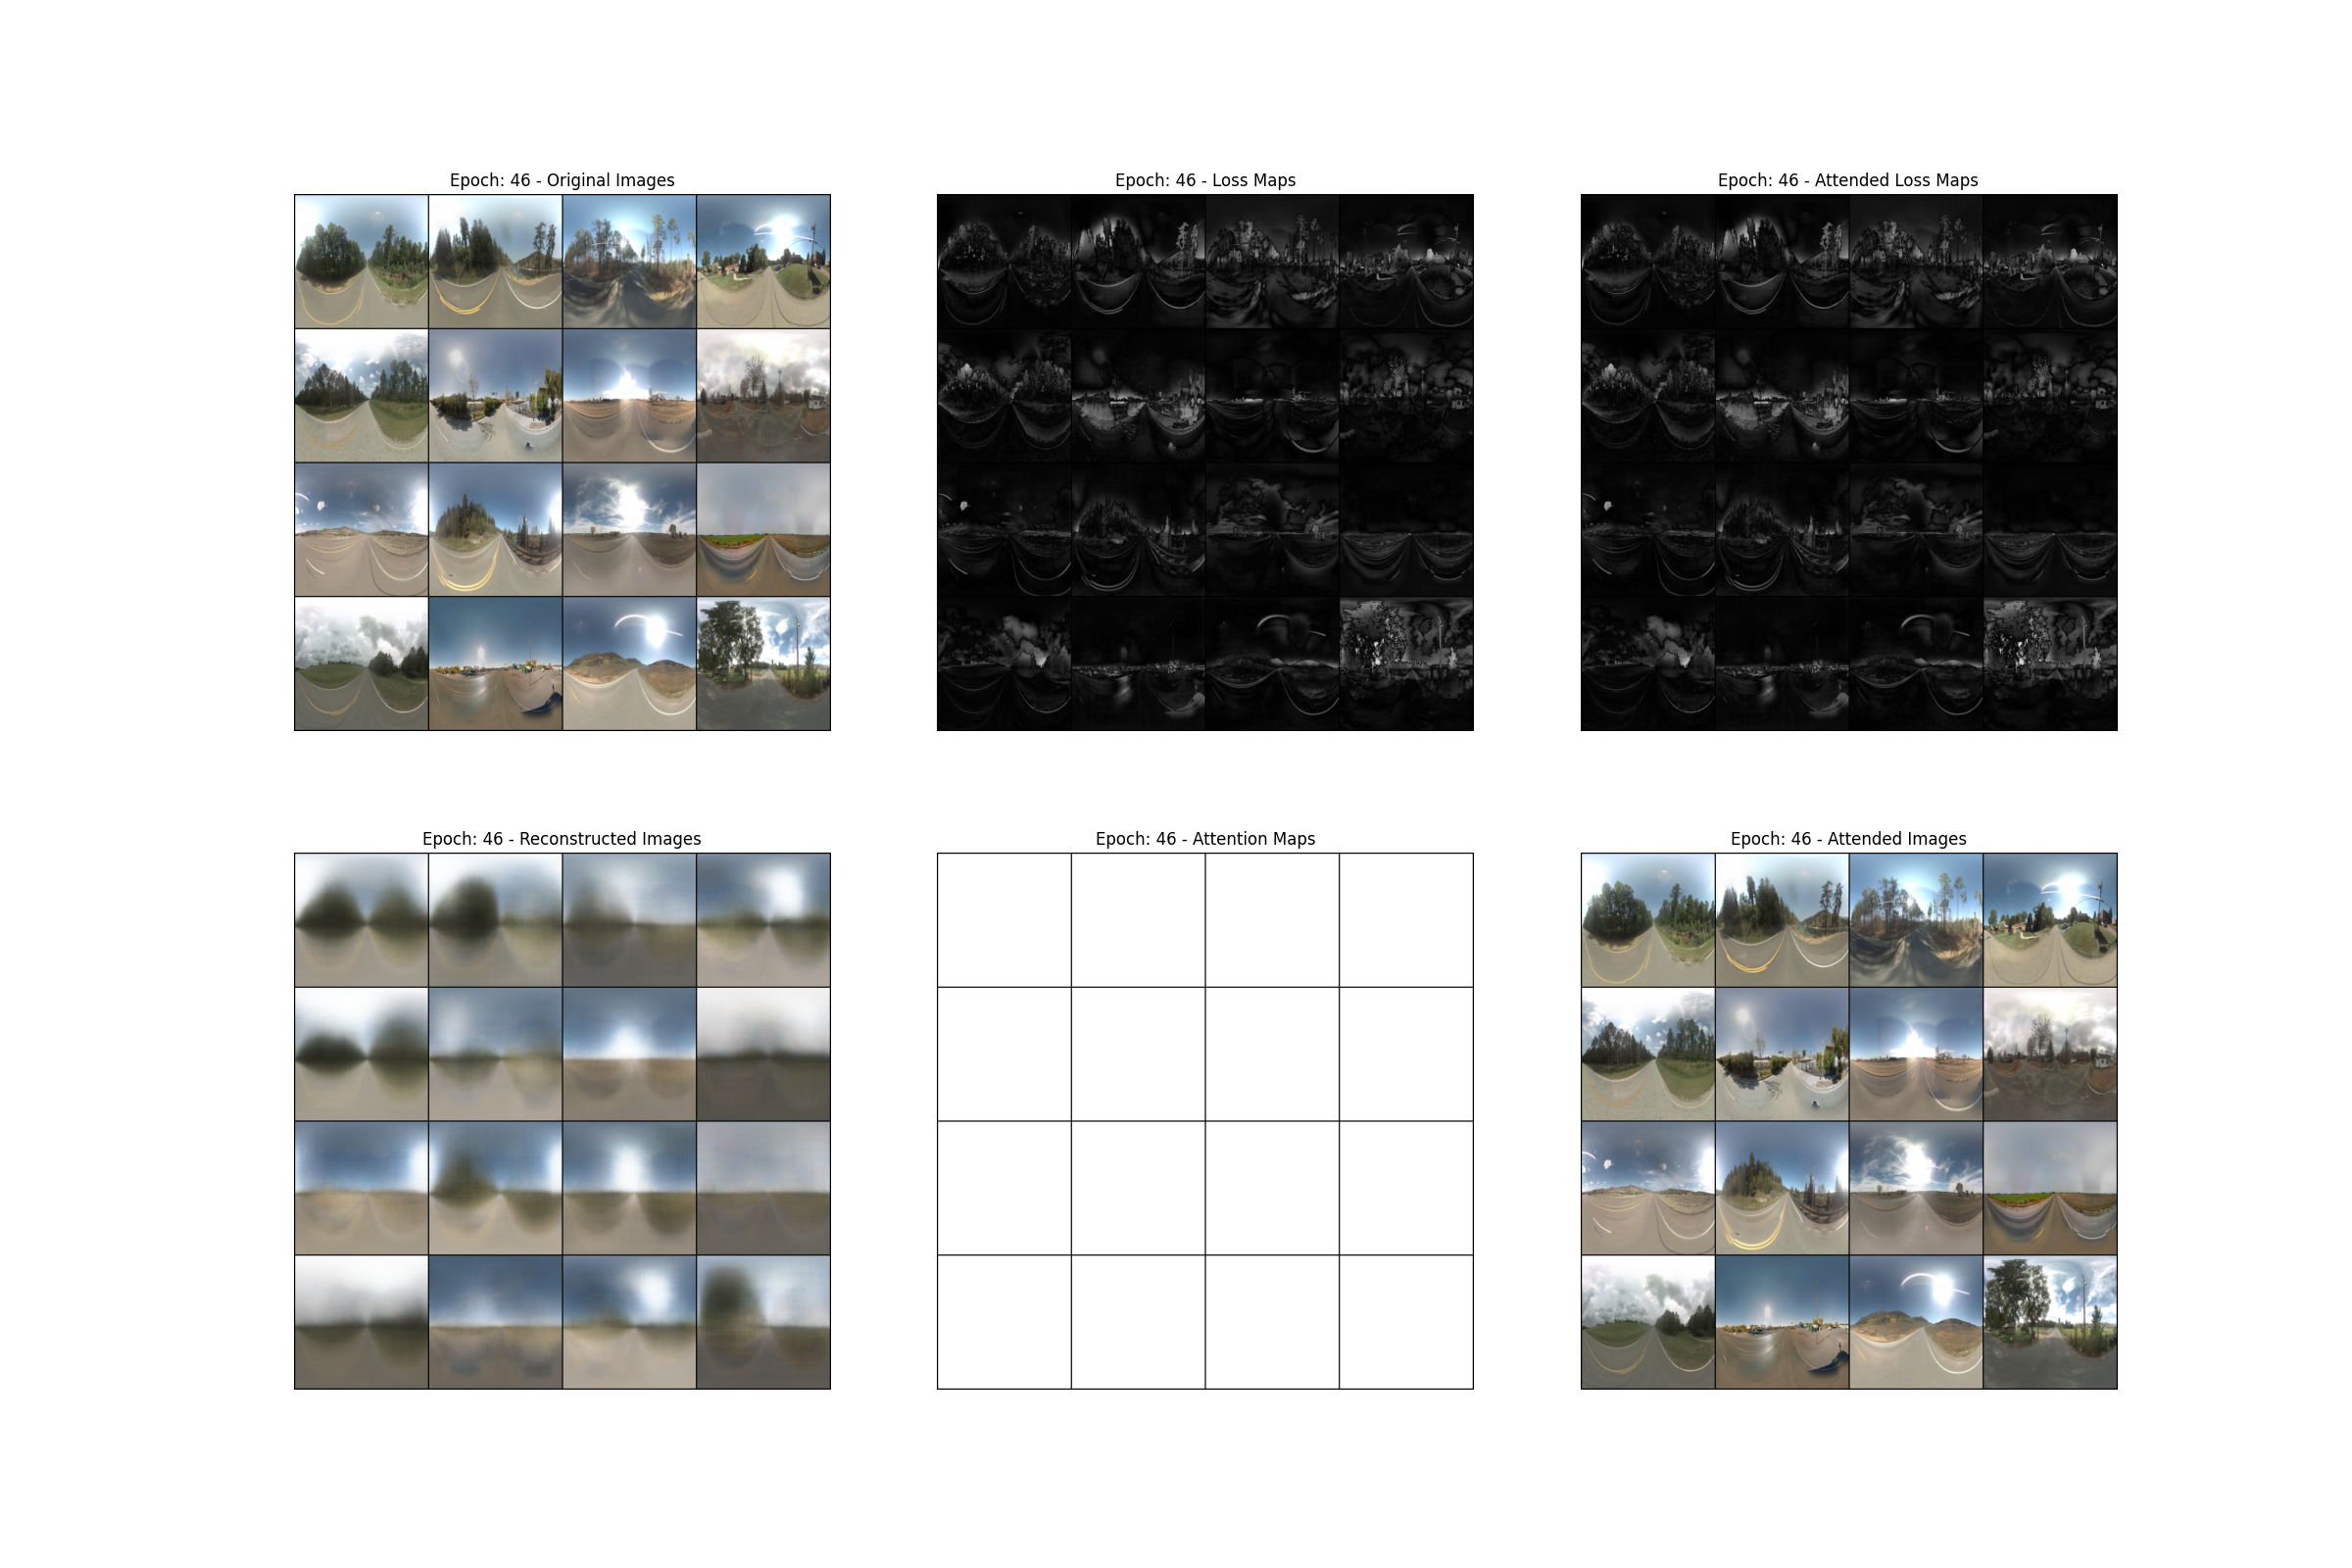 Epoch: 46 - Original Images
Epoch: 46 - Loss Maps
Epoch: 46 - Attended Loss Maps
Epoch: 46 - Reconstructed Images
Epoch: 46 - Attention Maps
Epoch: 46 - Attended Images